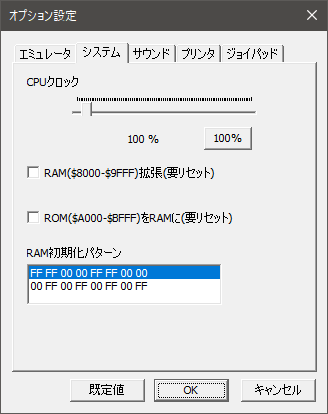 オプション設定
エミュレータ システム サウンド プリンタ ジョイパッド
CPUクロック
100 % 100%
RAM($8000-$9FFF)拡張(要リセット)
ROM($A000-$BFFF)をRAMに(要リセット)
RAM初期化パターン
FF FF 00 00 FF FF 00 00
00 FF 00 FF 00 FF 00 FF
既定値 OK キャンセル